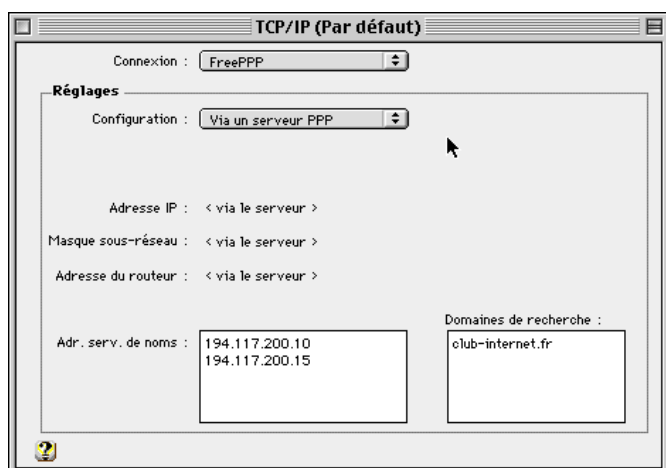 TCP/IP (Par défaut)
Connexion : FreePPP
Réglages
Configuration : Via un serveur PPP
Adresse IP : < via le serveur >
Masque sous-réseau : < via le serveur >
Adresse du routeur : < via le serveur >
Domaines de recherche :
Adr. serv. de noms : 194.117.200.10 club-internet.fr
194.117.200.15
?